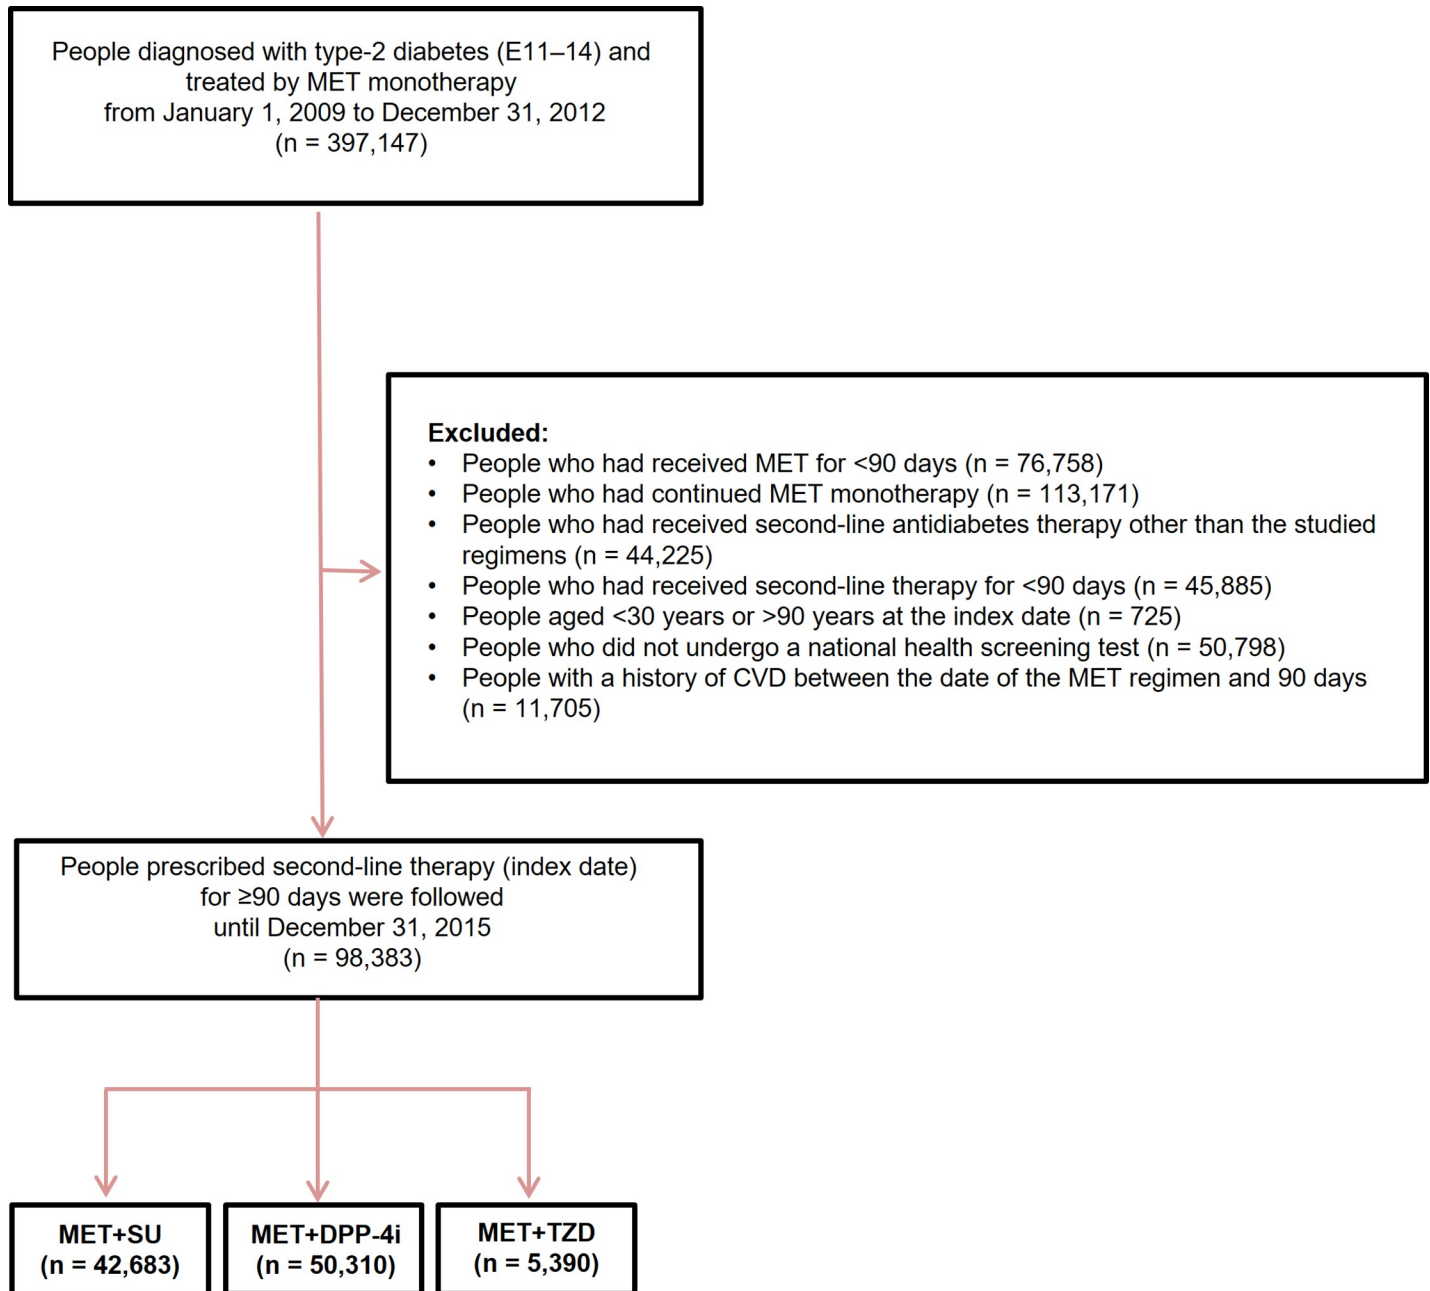 People diagnosed with type-2 diabetes (E11–14) and
treated by MET monotherapy
from January 1, 2009 to December 31, 2012
(n = 397,147)
Excluded:
• People who had received MET for <90 days (n = 76,758)
• People who had continued MET monotherapy (n = 113,171)
• People who had received second-line antidiabetes therapy other than the studied
regimens (n = 44,225)
• People who had received second-line therapy for <90 days (n = 45,885)
• People aged <30 years or >90 years at the index date (n = 725)
• People who did not undergo a national health screening test (n = 50,798)
• People with a history of CVD between the date of the MET regimen and 90 days
(n = 11,705)
People prescribed second-line therapy (index date)
for ≥90 days were followed
until December 31, 2015
(n = 98,383)
MET+SU
(n = 42,683)
MET+DPP-4i
(n = 50,310)
MET+TZD
(n = 5,390)